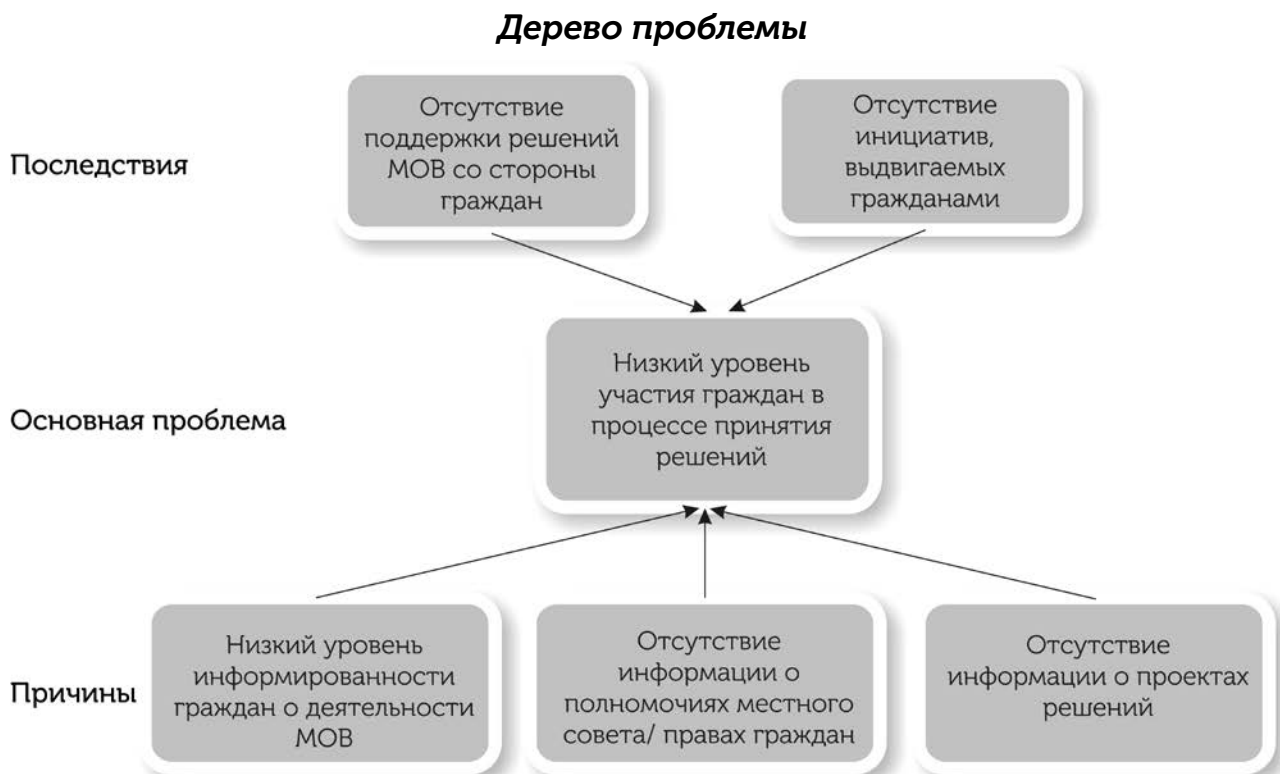 Дерево проблемы
Последствия
Отсутствие
поддержки решений
МОВ со стороны
граждан
Отсутствие
инициатив,
выдвигаемых
гражданами
Основная проблема
Низкий уровень
участия граждан в
процессе принятия
решений
Причины
Низкий уровень
информированности
граждан о деятельности
МОВ
Отсутствие
информации о
полномочиях местного
совета/ правах граждан
Отсутствие
информации о проектах
решений